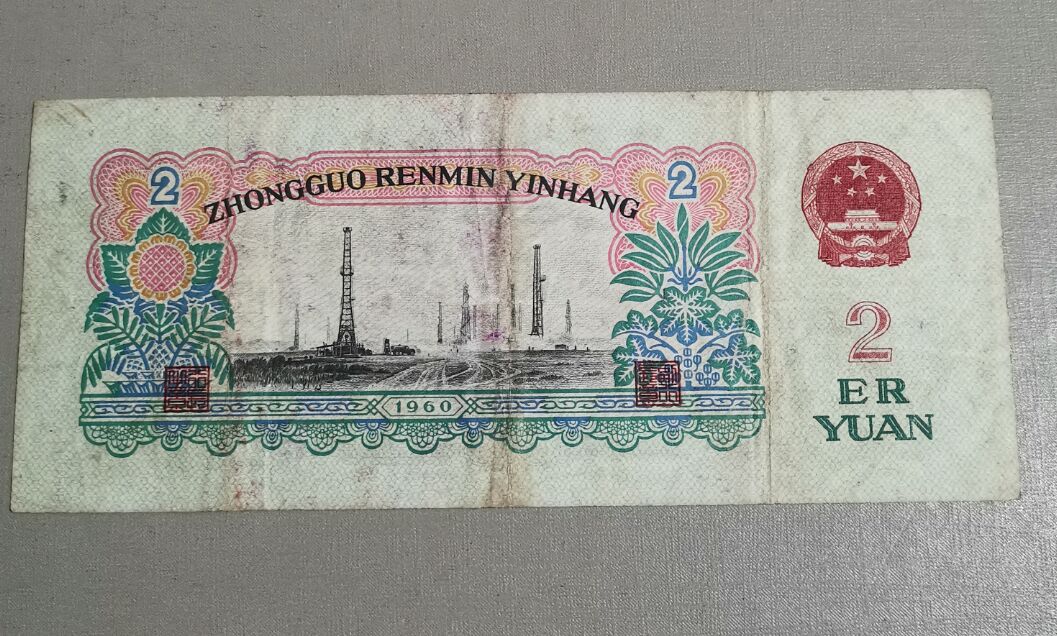 2
2
ZHONGGUO RENMIN YINHANG
1960
2
ER
YUAN